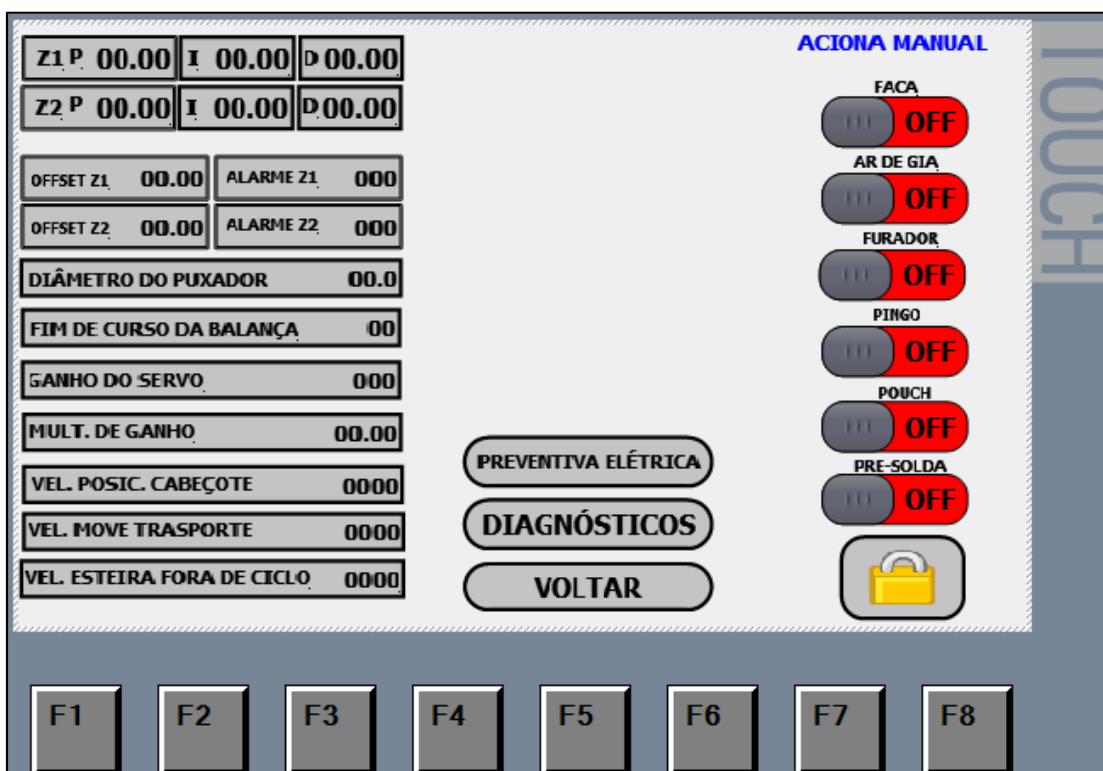 Z1 P 00.00 I 00.00 D 00.00
Z2 P 00.00 I 00.00 D 00.00
OFFSET Z1 00.00 ALARME Z1 000
OFFSET Z2 00.00 ALARME Z2 000
DIÂMETRO DO PUXADOR 00.0
FIM DE CURSO DA BALANÇA 00
GANHO DO SERVO 000
MULT. DE GANHO 00.00
VEL. POSIC. CABEÇOTE 0000
VEL. MOVE TRASPORTE 0000
VEL. ESTEIRA FORA DE CICLO 0000
PREVENTIVA ELÉTRICA
DIAGNÓSTICOS
VOLTAR
ACIONA MANUAL
FACA
OFF
AR DE GIA
OFF
FURADOR
OFF
PINGO
OFF
POUCH
OFF
PRE-SOLDA
OFF
TOUCH
F1 F2 F3 F4 F5 F6 F7 F8